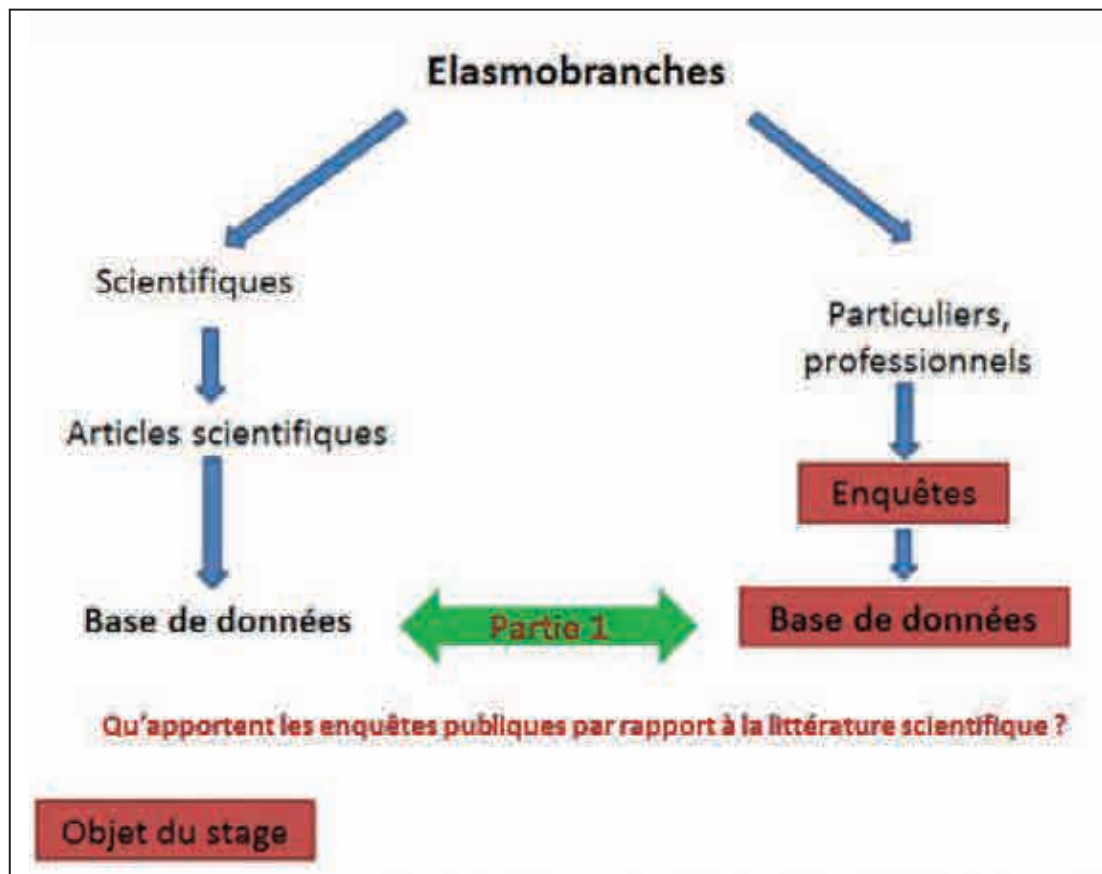 Elasmobranches
Scientifiques
Particuliers,
professionnels
Articles scientifiques
Enquêtes
Base de données
Partie 1
Base de données
Qu'apportent les enquêtes publiques par rapport à la littérature scientifique ?
Objet du stage